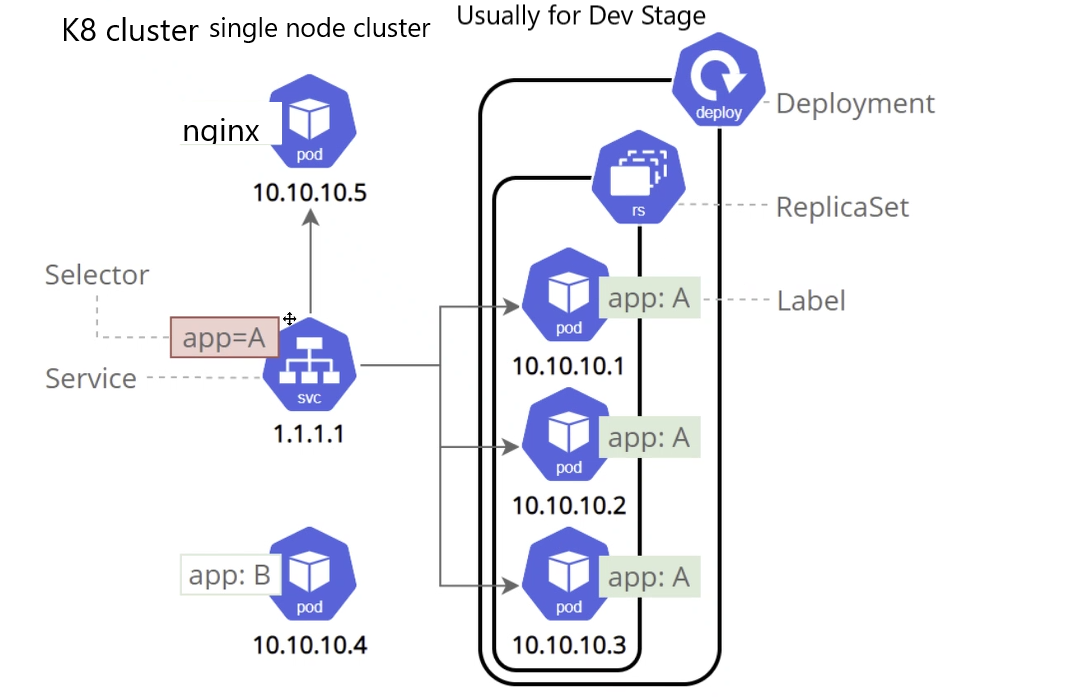 K8 cluster single node cluster
Usually for Dev Stage
deploy
Deployment
nginx
pod
10.10.10.5
rs
ReplicaSet
Selector
app=A
Service
svc
1.1.1.1
pod
app: A
Label
10.10.10.1
pod
app: A
10.10.10.2
app: B
pod
10.10.10.4
pod
app: A
10.10.10.3